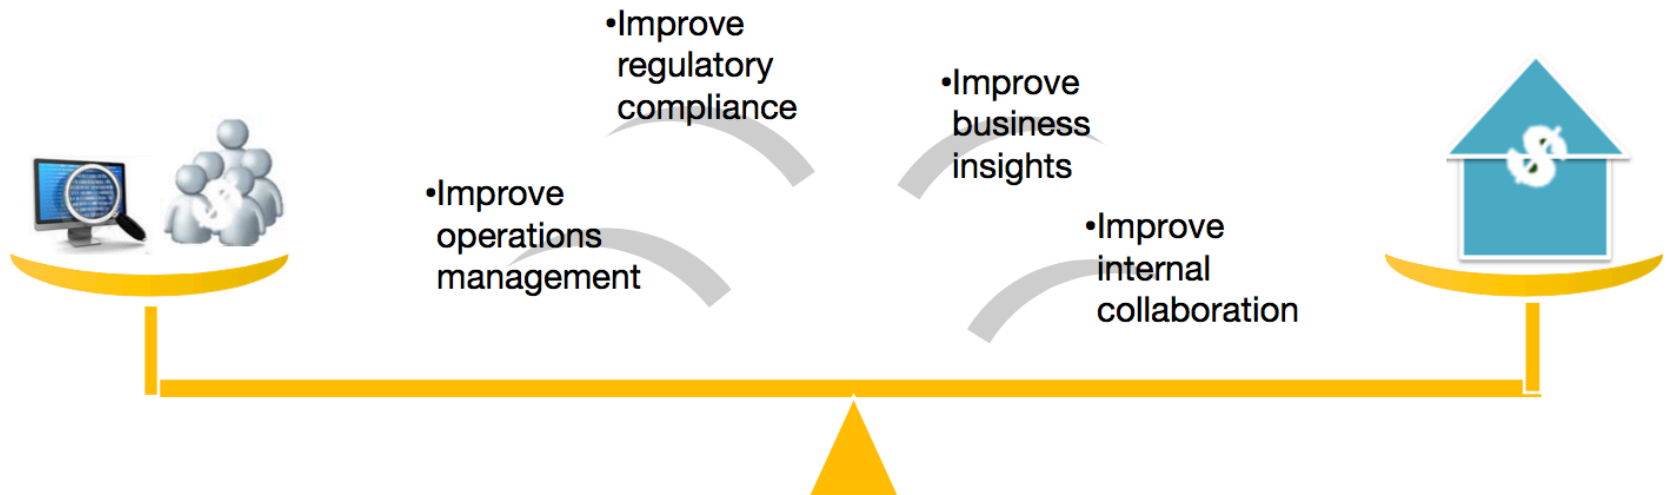 •Improve
regulatory
compliance
•Improve
business
insights
•Improve
operations
management
•Improve
internal
collaboration
$
$